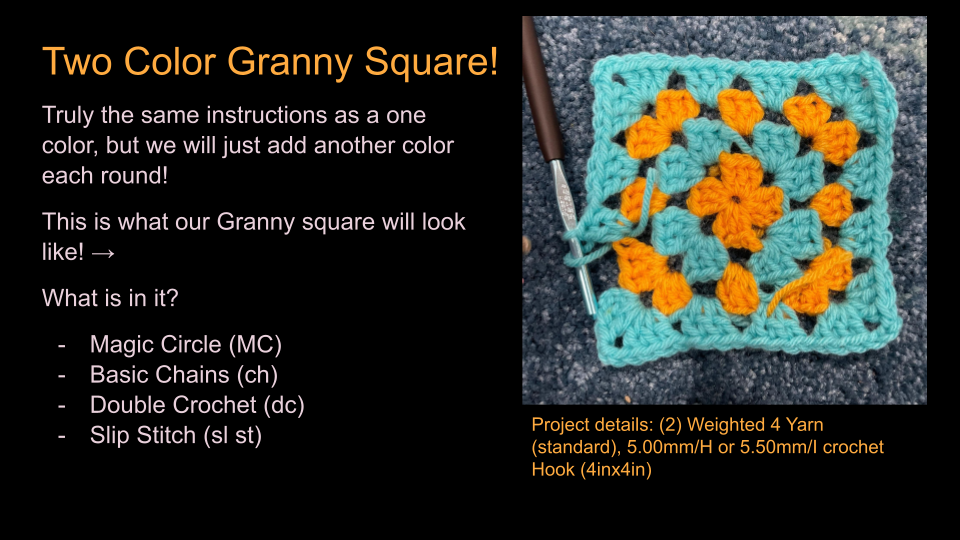 Two Color Granny Square!
Truly the same instructions as a one
color, but we will just add another color
each round!
This is what our Granny square will look
like! →
What is in it?
- Magic Circle (MC)
- Basic Chains (ch)
- Double Crochet (dc)
- Slip Stitch (sl st)
Project details: (2) Weighted 4 Yarn
(standard), 5.00mm/H or 5.50mm/I crochet
Hook (4inx4in)